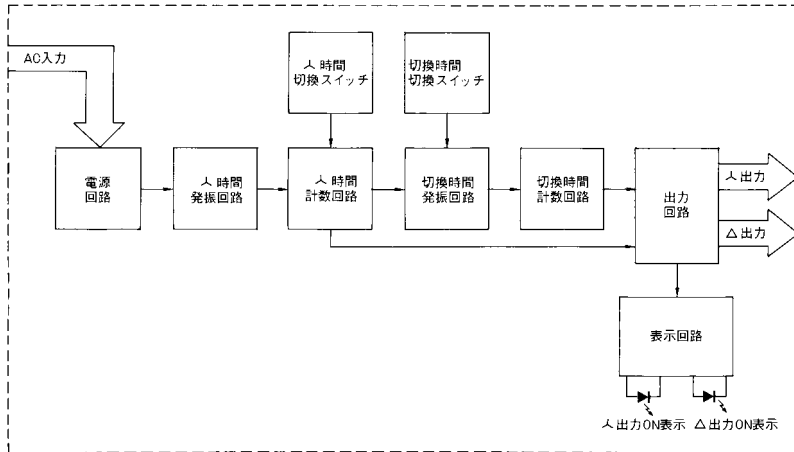 AC入力
人時間
切換スイッチ
切換時間
切換スイッチ
電源
回路
人時間
発振回路
人時間
計数回路
切換時間
発振回路
切換時間
計数回路
出力
回路
人出力
△出力
表示回路
人出力ON表示 △出力ON表示